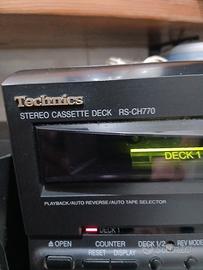 Technics
STEREO CASSETTE DECK RS-CH770
DECK 1
PLAYBACK/AUTO REVERSE/AUTO TAPE SELECTOR
DECK 1
OPEN COUNTER DECK 1/2 REV MODE
RESET DISPLAY